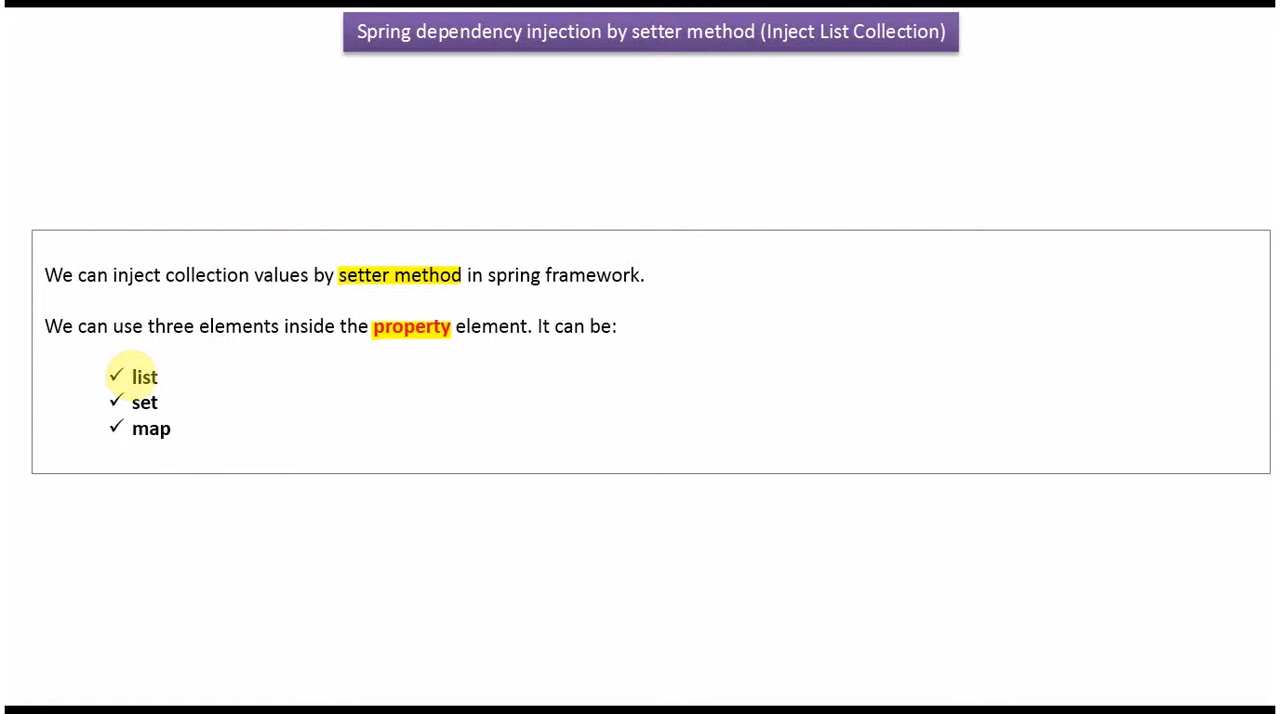 Spring dependency injection by setter method (Inject List Collection)
We can inject collection values by setter method in spring framework.
We can use three elements inside the property element. It can be:
✓ list
✓ set
✓ map